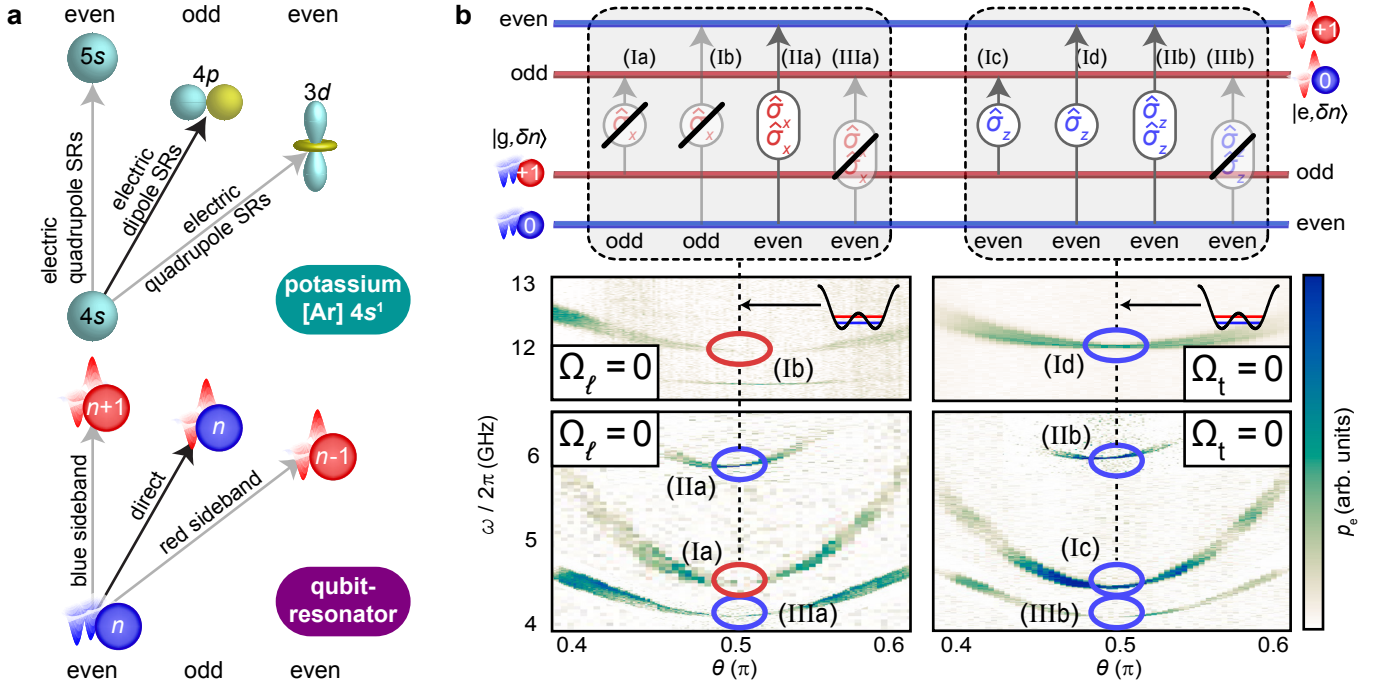 a
even odd even
5s
4p
3d
electric
quadrupole SRs
electric
dipole SRs
electric
quadrupole SRs
4s
potassium
[Ar] 4s¹
n+1
n
n-1
blue sideband
direct
red sideband
n
qubit-
resonator
even odd even
b
even
odd
|g,δn⟩
+1
0
(Ia) (Ib) (IIa) (IIIa)
σ̂x σ̂x σ̂x σ̂x
σ̂x σ̂x
odd odd even even
(Ic) (Id) (IIb) (IIIb)
σ̂z σ̂z σ̂z σ̂z
σ̂z σ̂z
even even even even
+1
0
|e,δn⟩
odd
even
13
12
Ωℓ = 0
(Ib)
(Id)
Ωt = 0
6
5
4
ω / 2π (GHz)
Ωℓ = 0
(IIa)
(Ia)
(IIIa)
(IIb)
Ωt = 0
(Ic)
(IIIb)
0.4 0.5 0.6
θ (π)
0.4 0.5 0.6
θ (π)
pe (arb. units)